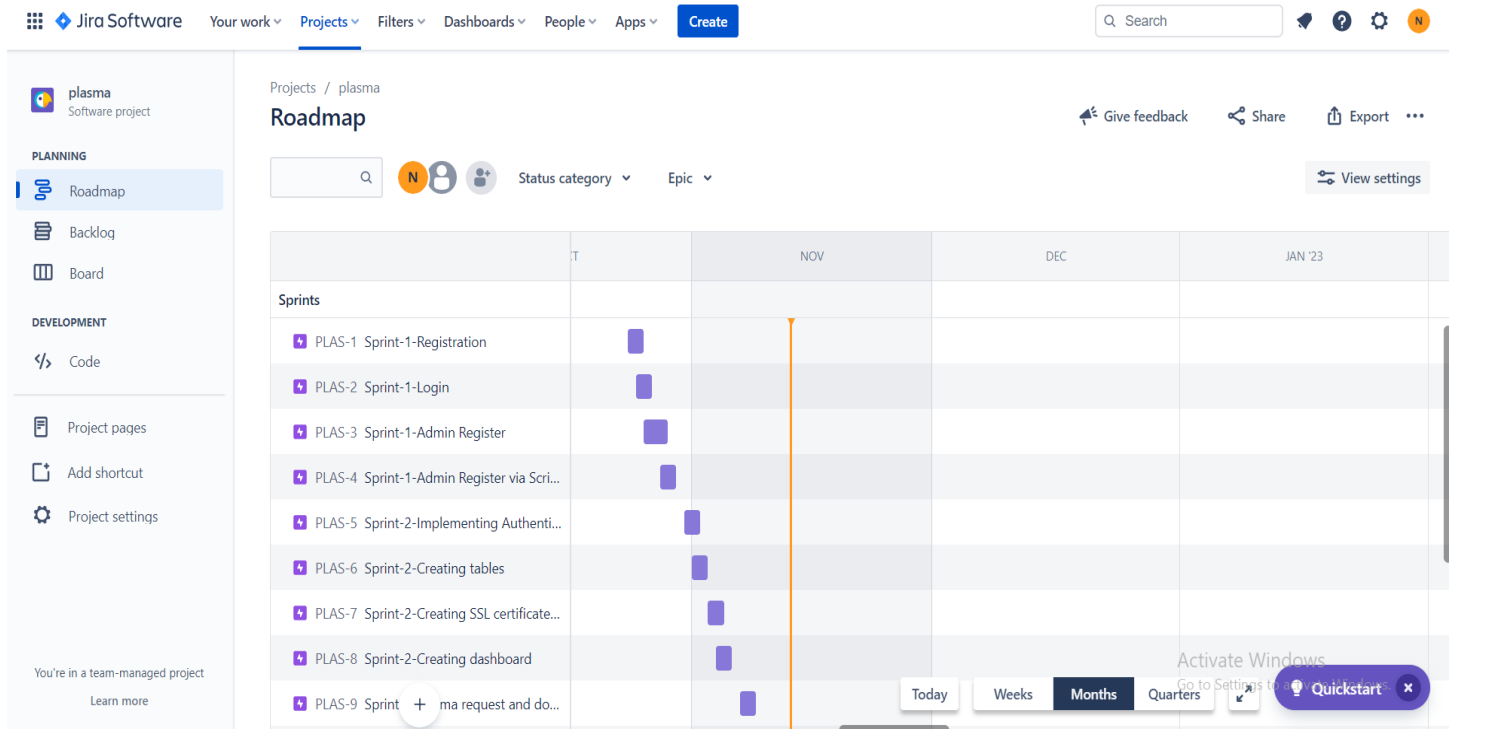 Jira Software Your work Projects Filters Dashboards People Apps Create Search N
plasma
Software project
PLANNING
Roadmap
Backlog
Board
DEVELOPMENT
Code
Project pages
Add shortcut
Project settings
You're in a team-managed project
Learn more
Projects / plasma
Roadmap
Give feedback Share Export
N Status category Epic View settings
NOV DEC JAN '23
Sprints
PLAS-1 Sprint-1-Registration
PLAS-2 Sprint-1-Login
PLAS-3 Sprint-1-Admin Register
PLAS-4 Sprint-1-Admin Register via Scri...
PLAS-5 Sprint-2-Implementing Authenti...
PLAS-6 Sprint-2-Creating tables
PLAS-7 Sprint-2-Creating SSL certificate...
PLAS-8 Sprint-2-Creating dashboard
PLAS-9 Sprint ma request and do...
Today Weeks Months Quarters
Activate Windows
Go to Settings to activate Windows.
Quickstart